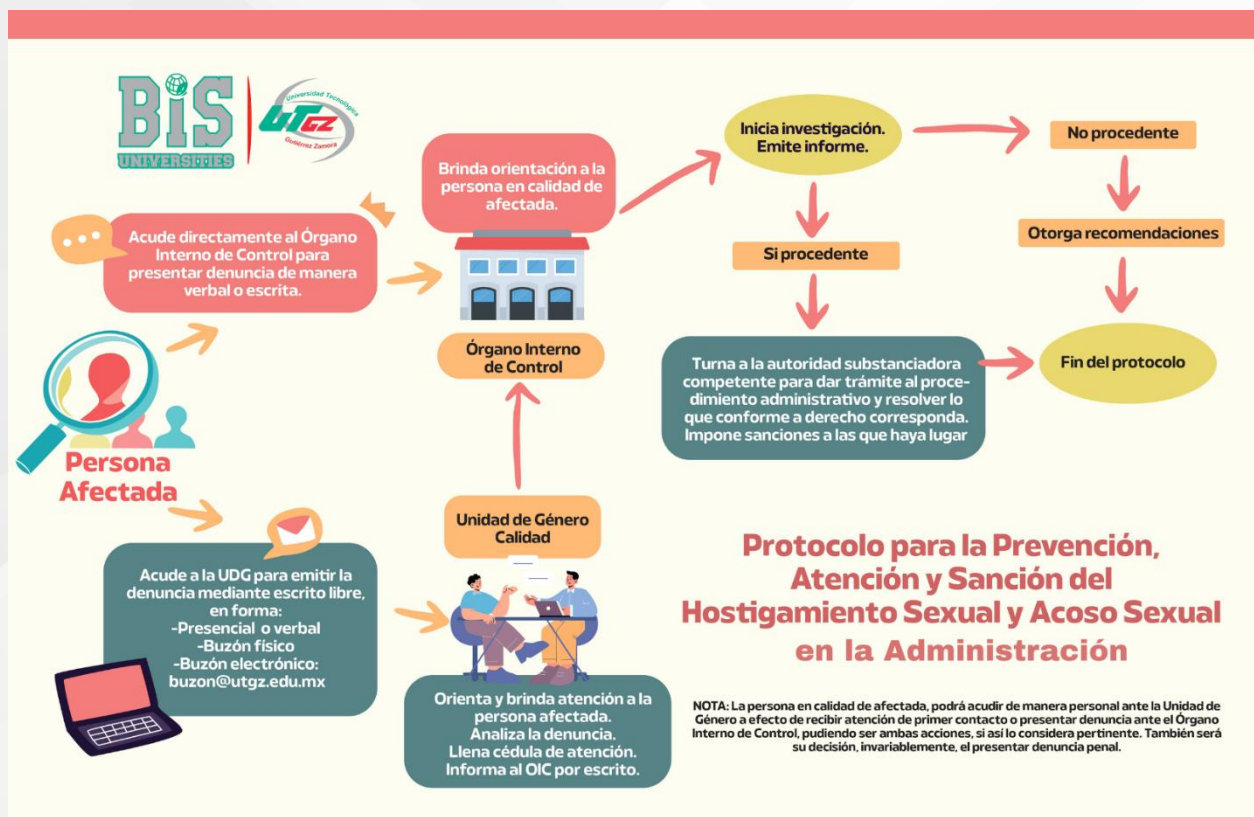 BiS
UNIVERSITIES
Universidad Tecnológica
UTGZ
Gutiérrez Zamora
Acude directamente al Órgano
Interno de Control para
presentar denuncia de manera
verbal o escrita.
Persona
Afectada
Acude a la UDG para emitir la
denuncia mediante escrito libre,
en forma:
-Presencial o verbal
-Buzón físico
-Buzón electrónico:
buzon@utgz.edu.mx
Brinda orientación a la
persona en calidad de
afectada.
Órgano Interno
de Control
Unidad de Género
Calidad
Orienta y brinda atención a la
persona afectada.
Analiza la denuncia.
Llena cédula de atención.
Informa al OIC por escrito.
Inicia investigación.
Emite informe.
No procedente
Otorga recomendaciones
Si procedente
Turna a la autoridad substanciadora
competente para dar trámite al proce-
dimiento administrativo y resolver lo
que conforme a derecho corresponda.
Impone sanciones a las que haya lugar
Fin del protocolo
Protocolo para la Prevención,
Atención y Sanción del
Hostigamiento Sexual y Acoso Sexual
en la Administración
NOTA: La persona en calidad de afectada, podrá acudir de manera personal ante la Unidad de
Género a efecto de recibir atención de primer contacto o presentar denuncia ante el Órgano
Interno de Control, pudiendo ser ambas acciones, si así lo considera pertinente. También será
su decisión, invariablemente, el presentar denuncia penal.